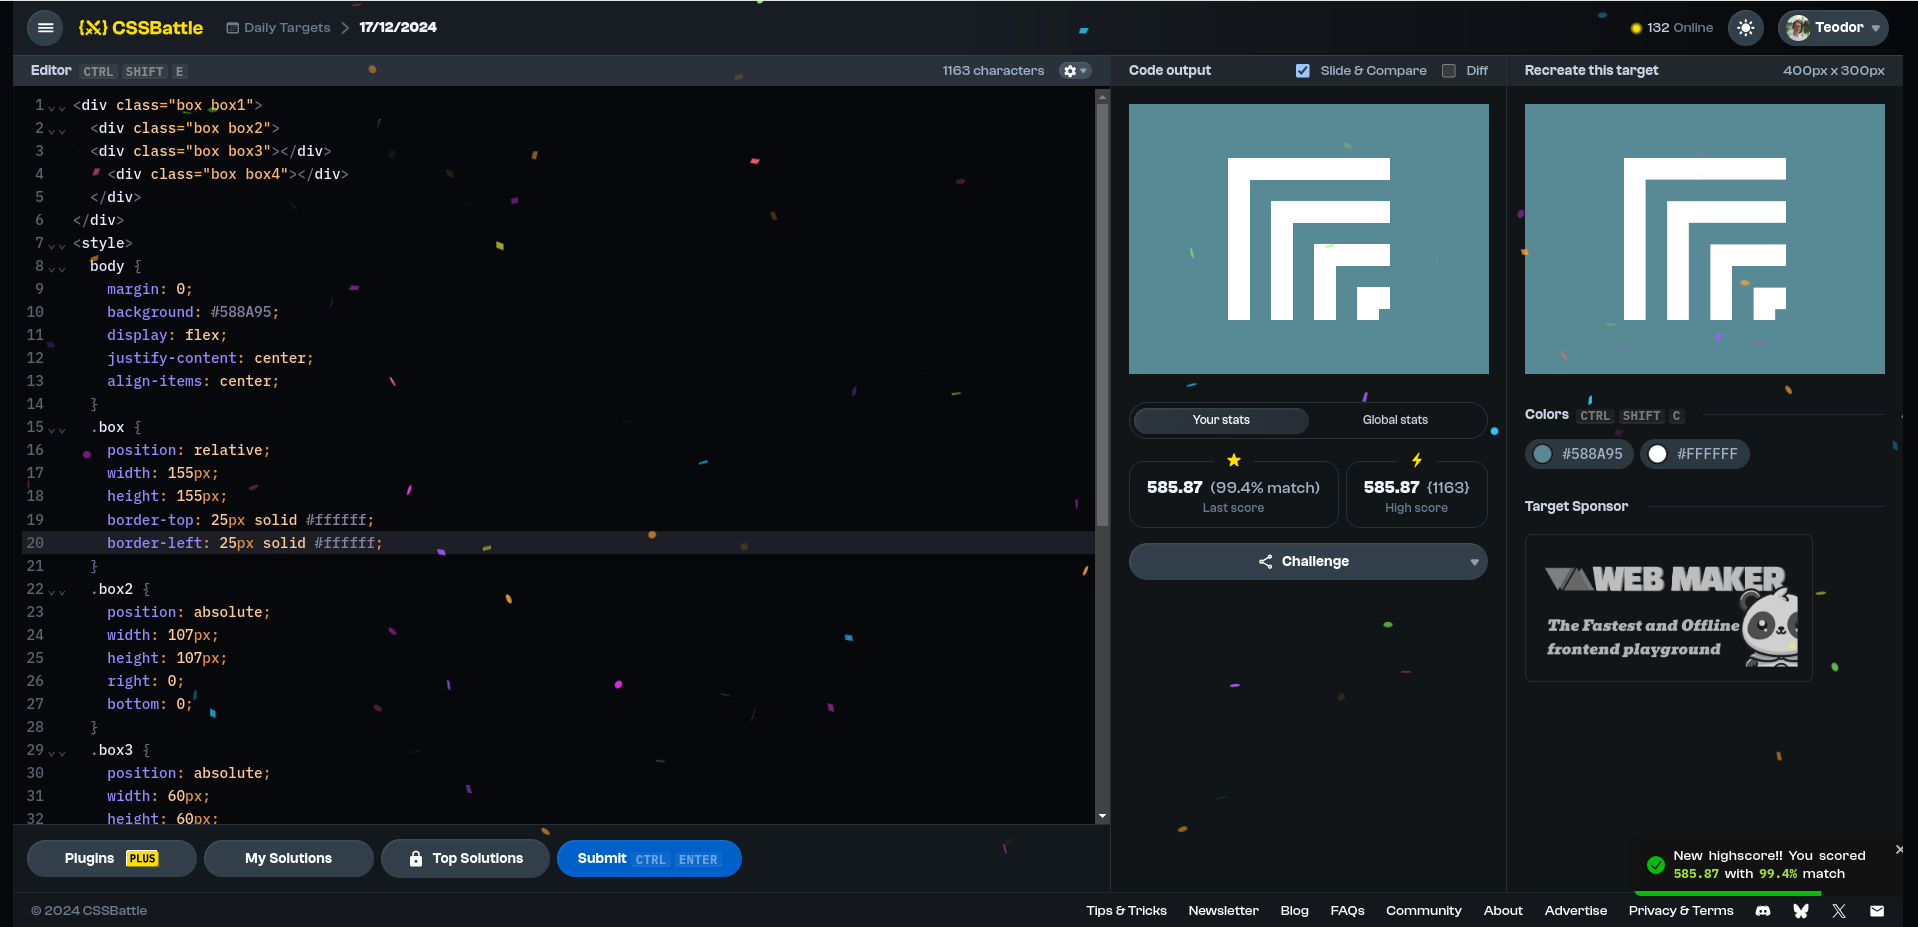 CSSBattle
Daily Targets
17/12/2024
132 Online
Teodor
Editor CTRL SHIFT E
1163 characters
Code output
Slide & Compare
Diff
Recreate this target
400px x 300px
1 <div class="box box1">
2 <div class="box box2">
3 <div class="box box3"></div>
4 <div class="box box4"></div>
5 </div>
6 </div>
7 <style>
8 body {
9 margin: 0;
10 background: #588A95;
11 display: flex;
12 justify-content: center;
13 align-items: center;
14 }
15 .box {
16 position: relative;
17 width: 155px;
18 height: 155px;
19 border-top: 25px solid #ffffff;
20 border-left: 25px solid #ffffff;
21 }
22 .box2 {
23 position: absolute;
24 width: 107px;
25 height: 107px;
26 right: 0;
27 bottom: 0;
28 }
29 .box3 {
30 position: absolute;
31 width: 60px;
32 height: 60px;
Your stats
Global stats
585.87 (99.4% match)
Last score
585.87 {1163}
High score
Challenge
Colors CTRL SHIFT C
#588A95
#FFFFFF
Target Sponsor
WEB MAKER
The Fastest and Offline
frontend playground
Plugins PLUS
My Solutions
Top Solutions
Submit CTRL ENTER
New highscore!! You scored
585.87 with 99.4% match
© 2024 CSSBattle
Tips & Tricks
Newsletter
Blog
FAQs
Community
About
Advertise
Privacy & Terms